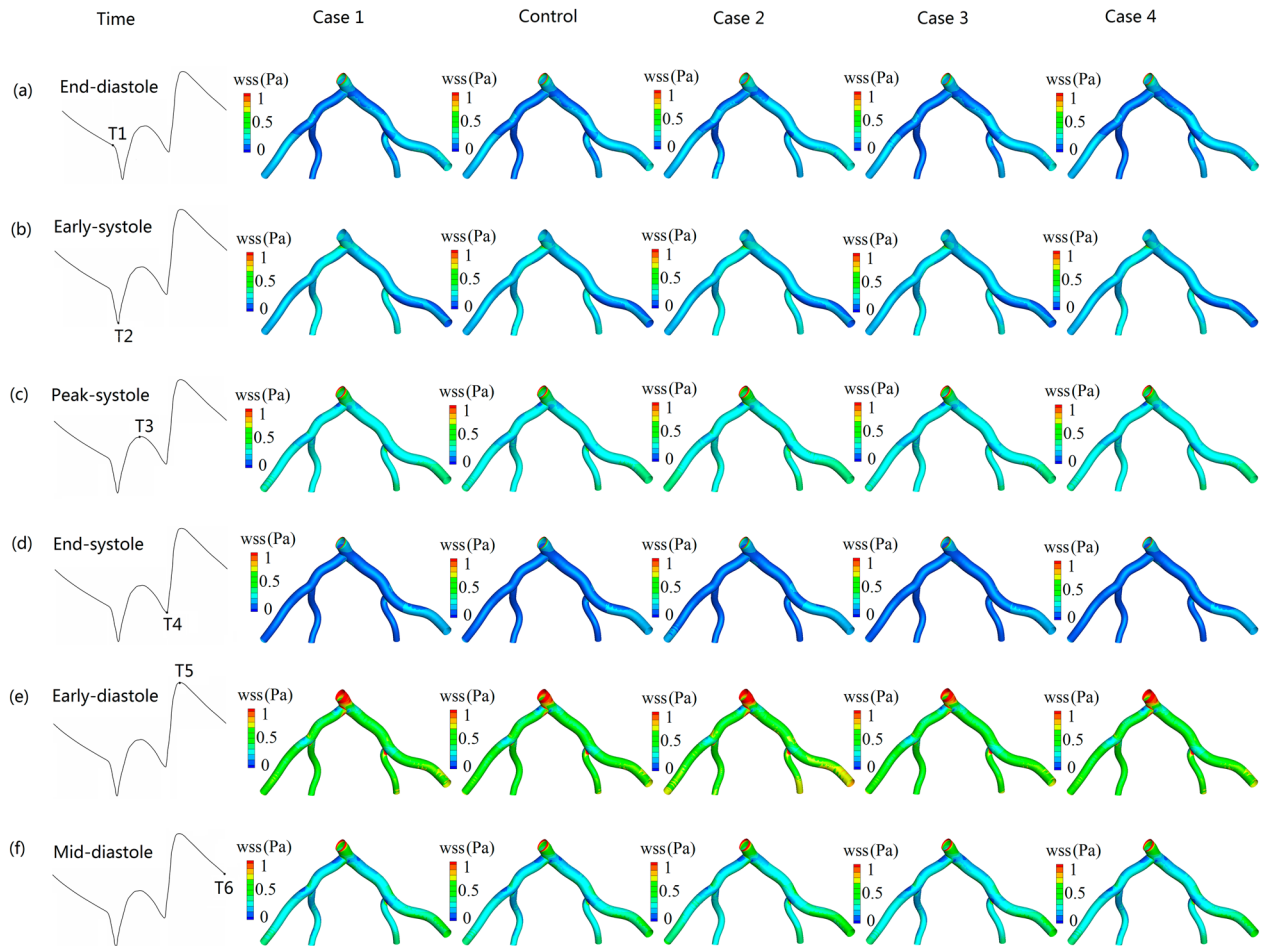 Time Case 1 Control Case 2 Case 3 Case 4
(a) End-diastole T1 wss(Pa) 1 0.5 0 wss(Pa) 1 0.5 0 wss(Pa) 1 0.5 0 wss(Pa) 1 0.5 0 wss(Pa) 1 0.5 0
(b) Early-systole T2 wss(Pa) 1 0.5 0 wss(Pa) 1 0.5 0 wss(Pa) 1 0.5 0 wss(Pa) 1 0.5 0 wss(Pa) 1 0.5 0
(c) Peak-systole T3 wss(Pa) 1 0.5 0 wss(Pa) 1 0.5 0 wss(Pa) 1 0.5 0 wss(Pa) 1 0.5 0 wss(Pa) 1 0.5 0
(d) End-systole T4 wss(Pa) 1 0.5 0 wss(Pa) 1 0.5 0 wss(Pa) 1 0.5 0 wss(Pa) 1 0.5 0 wss(Pa) 1 0.5 0
(e) Early-diastole T5 wss(Pa) 1 0.5 0 wss(Pa) 1 0.5 0 wss(Pa) 1 0.5 0 wss(Pa) 1 0.5 0 wss(Pa) 1 0.5 0
(f) Mid-diastole T6 wss(Pa) 1 0.5 0 wss(Pa) 1 0.5 0 wss(Pa) 1 0.5 0 wss(Pa) 1 0.5 0 wss(Pa) 1 0.5 0